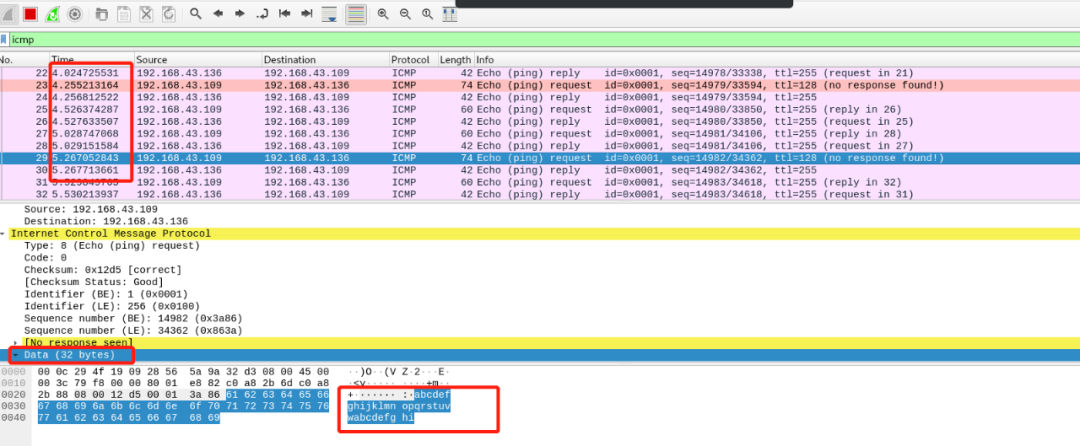 icmp
No. Time Source Destination Protocol Length Info
22 4.024725531 192.168.43.136 192.168.43.109 ICMP 42 Echo (ping) reply id=0x0001, seq=14978/33338, ttl=255 (request in 21)
23 4.255213164 192.168.43.109 192.168.43.136 ICMP 74 Echo (ping) request id=0x0001, seq=14979/33594, ttl=128 (no response found!)
24 4.256812522 192.168.43.136 192.168.43.109 ICMP 42 Echo (ping) reply id=0x0001, seq=14979/33594, ttl=255
25 4.526374287 192.168.43.109 192.168.43.136 ICMP 60 Echo (ping) request id=0x0001, seq=14980/33850, ttl=255 (reply in 26)
26 4.527633507 192.168.43.136 192.168.43.109 ICMP 42 Echo (ping) reply id=0x0001, seq=14980/33850, ttl=255 (request in 25)
27 5.028747068 192.168.43.109 192.168.43.136 ICMP 60 Echo (ping) request id=0x0001, seq=14981/34106, ttl=255 (reply in 28)
28 5.029151584 192.168.43.136 192.168.43.109 ICMP 42 Echo (ping) reply id=0x0001, seq=14981/34106, ttl=255 (request in 27)
29 5.267052843 192.168.43.109 192.168.43.136 ICMP 74 Echo (ping) request id=0x0001, seq=14982/34362, ttl=128 (no response found!)
30 5.267713661 192.168.43.136 192.168.43.109 ICMP 42 Echo (ping) reply id=0x0001, seq=14982/34362, ttl=255
31 192.168.43.109 192.168.43.136 ICMP 60 Echo (ping) request id=0x0001, seq=14983/34618, ttl=255 (reply in 32)
32 5.530213937 192.168.43.136 192.168.43.109 ICMP 42 Echo (ping) reply id=0x0001, seq=14983/34618, ttl=255 (request in 31)
Source: 192.168.43.109
Destination: 192.168.43.136
Internet Control Message Protocol
Type: 8 (Echo (ping) request)
Code: 0
Checksum: 0x12d5 [correct]
[Checksum Status: Good]
Identifier (BE): 1 (0x0001)
Identifier (LE): 256 (0x0100)
Sequence number (BE): 14982 (0x3a86)
Sequence number (LE): 34362 (0x863a)
[No response seen]
Data (32 bytes)
0000 00 0c 29 4f 19 09 28 56 5a 9a 32 d3 08 00 45 00 ··)O··(V Z·2···E·
0010 00 3c 79 f8 00 00 80 01 e8 82 c0 a8 2b 6d c0 a8 ·<y····· ····+m··
0020 2b 88 08 00 12 d5 00 01 3a 86 61 62 63 64 65 66 +······· :·abcdef
0030 67 68 69 6a 6b 6c 6d 6e 6f 70 71 72 73 74 75 76 ghijklmn opqrstuv
0040 77 61 62 63 64 65 66 67 68 69 wabcdefg hi